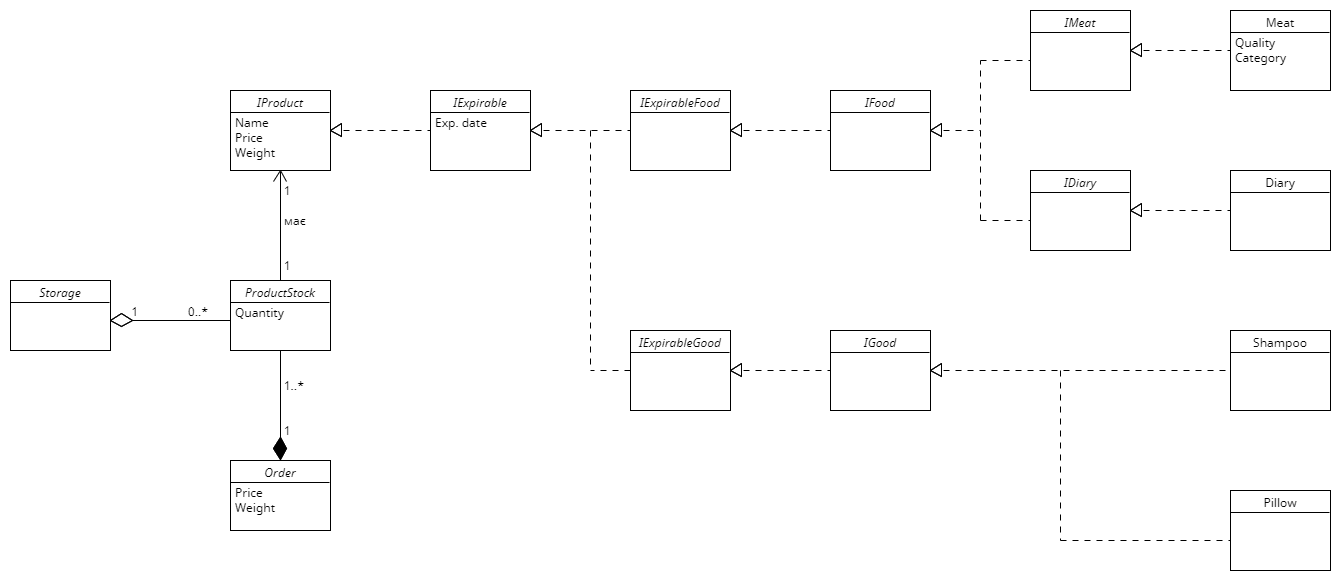 IMeat
Meat
Quality
Category
IProduct
Name
Price
Weight
IExpirable
Exp. date
IExpirableFood
IFood
IDiary
Diary
1
має
1
Storage
1
0..*
ProductStock
Quantity
IExpirableGood
IGood
Shampoo
1..*
1
Order
Price
Weight
Pillow